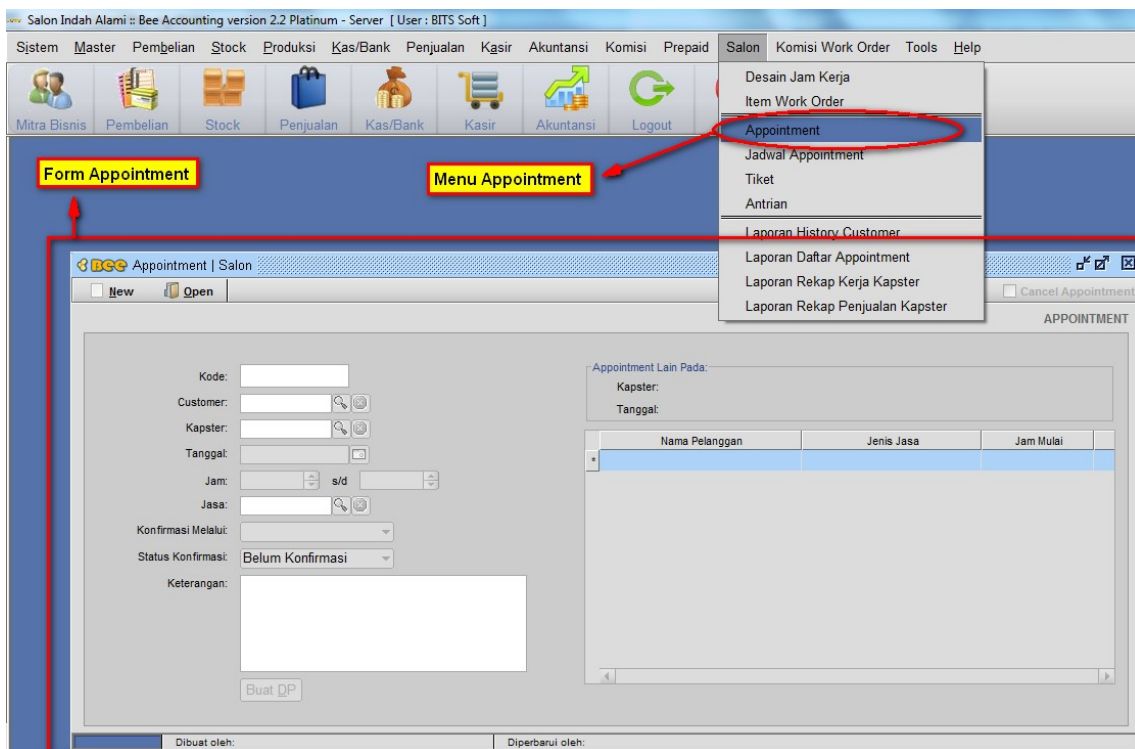 Salon Indah Alami :: Bee Accounting version 2.2 Platinum - Server [ User : BITS Soft ]
Sistem Master Pembelian Stock Produksi Kas/Bank Penjualan Kasir Akuntansi Komisi Prepaid Salon Komisi Work Order Tools Help
Mitra Bisnis Pembelian Stock Penjualan Kas/Bank Kasir Akuntansi Logout
Desain Jam Kerja
Item Work Order
Appointment
Jadwal Appointment
Tiket
Antrian
Laporan History Customer
Laporan Daftar Appointment
Laporan Rekap Kerja Kapster
Laporan Rekap Penjualan Kapster
Form Appointment
Menu Appointment
Bee Appointment | Salon
New Open Cancel Appointment
APPOINTMENT
Kode:
Customer:
Kapster:
Tanggal:
Jam: s/d
Jasa:
Konfirmasi Melalui:
Status Konfirmasi: Belum Konfirmasi
Keterangan:
Buat DP
Appointment Lain Pada:
Kapster:
Tanggal:
Nama Pelanggan Jenis Jasa Jam Mulai
*
Dibuat oleh: Diperbarui oleh: